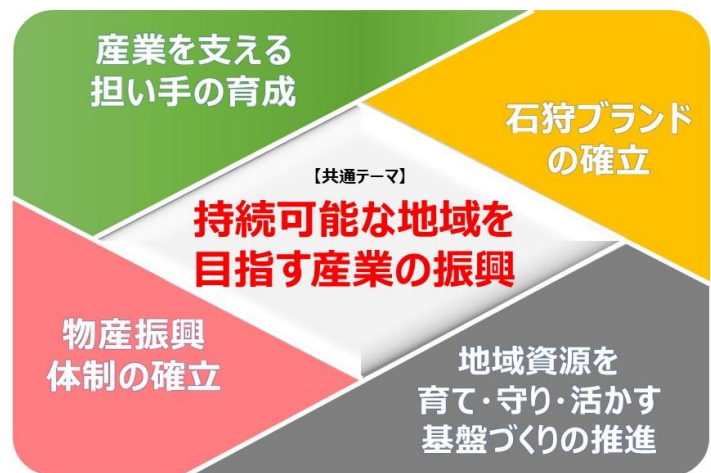 産業を支える
担い手の育成
石狩ブランド
の確立
【共通テーマ】
持続可能な地域を
目指す産業の振興
物産振興
体制の確立
地域資源を
育て・守り・活かす
基盤づくりの推進